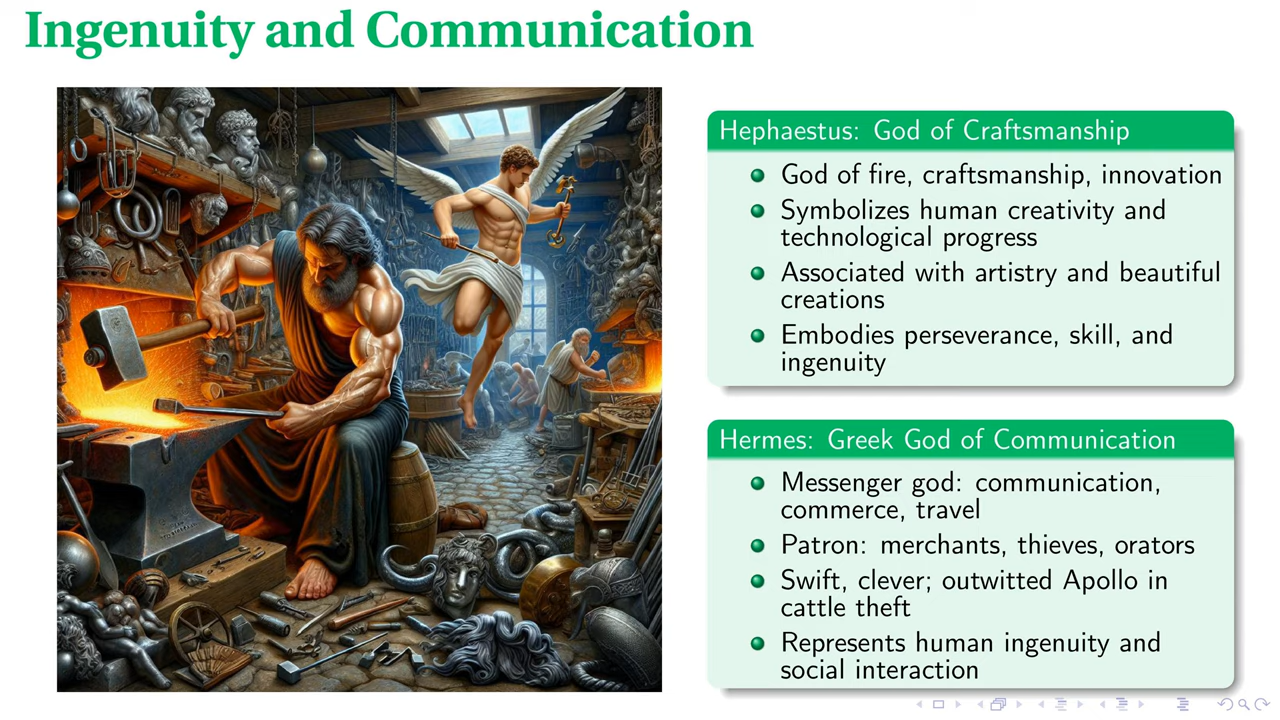 Ingenuity and Communication
Hephaestus: God of Craftsmanship
God of fire, craftsmanship, innovation
Symbolizes human creativity and
technological progress
Associated with artistry and beautiful
creations
Embodies perseverance, skill, and
ingenuity
Hermes: Greek God of Communication
Messenger god: communication,
commerce, travel
Patron: merchants, thieves, orators
Swift, clever; outwitted Apollo in
cattle theft
Represents human ingenuity and
social interaction